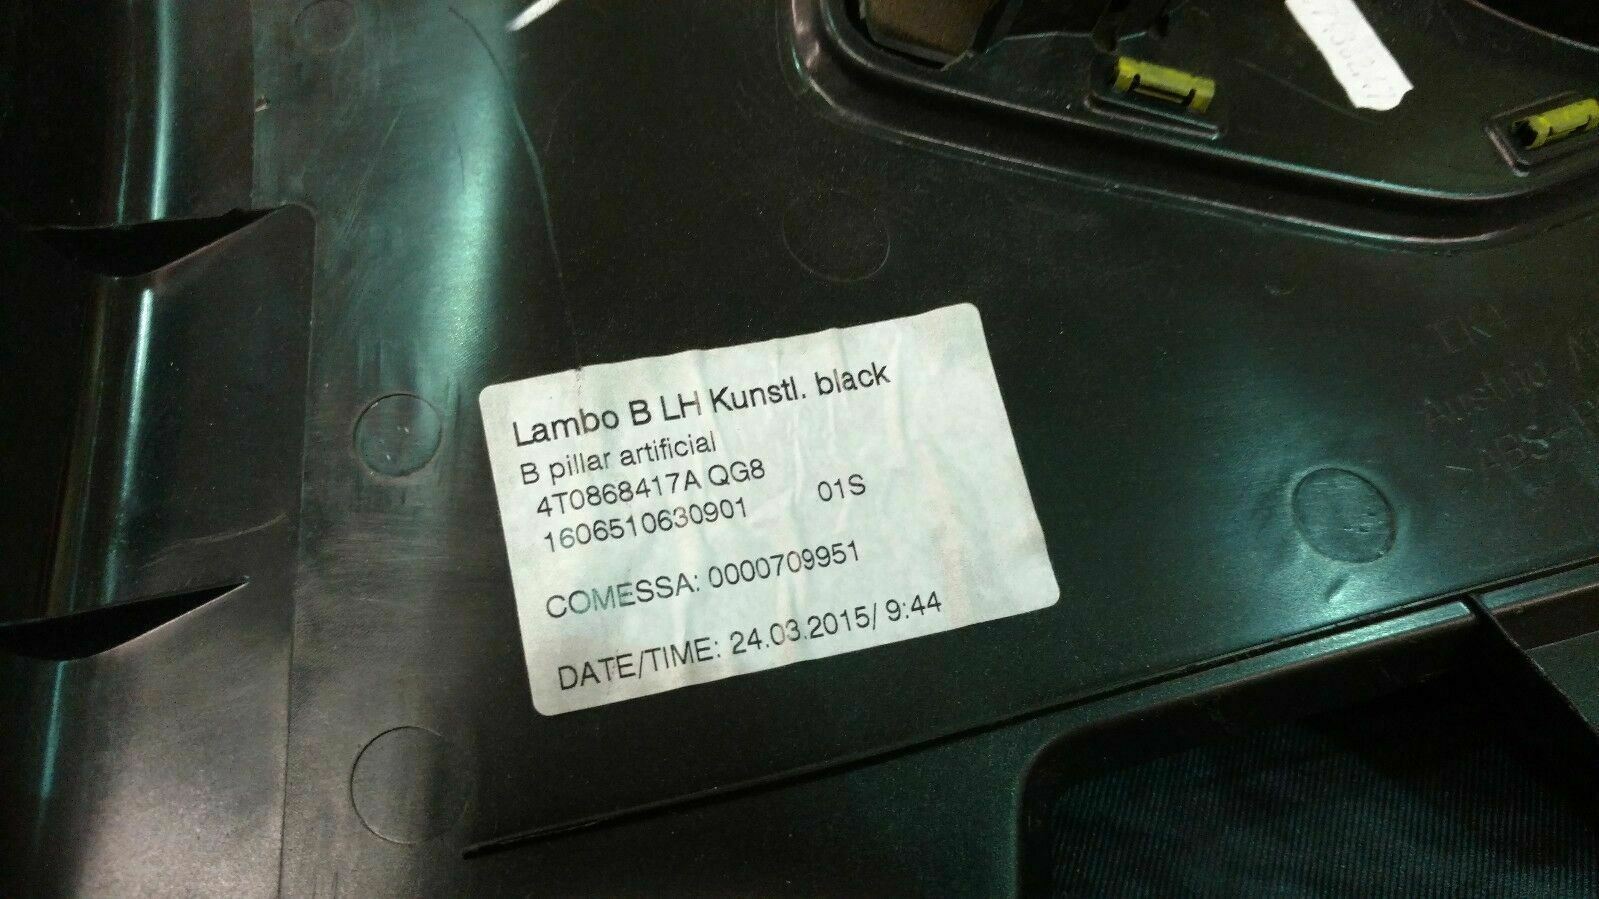 Lambo B LH Kunstl. black
B pillar artificial
4T0868417A QG8
1606510630901 01S
COMESSA: 0000709951
DATE/TIME: 24.03.2015/ 9:44